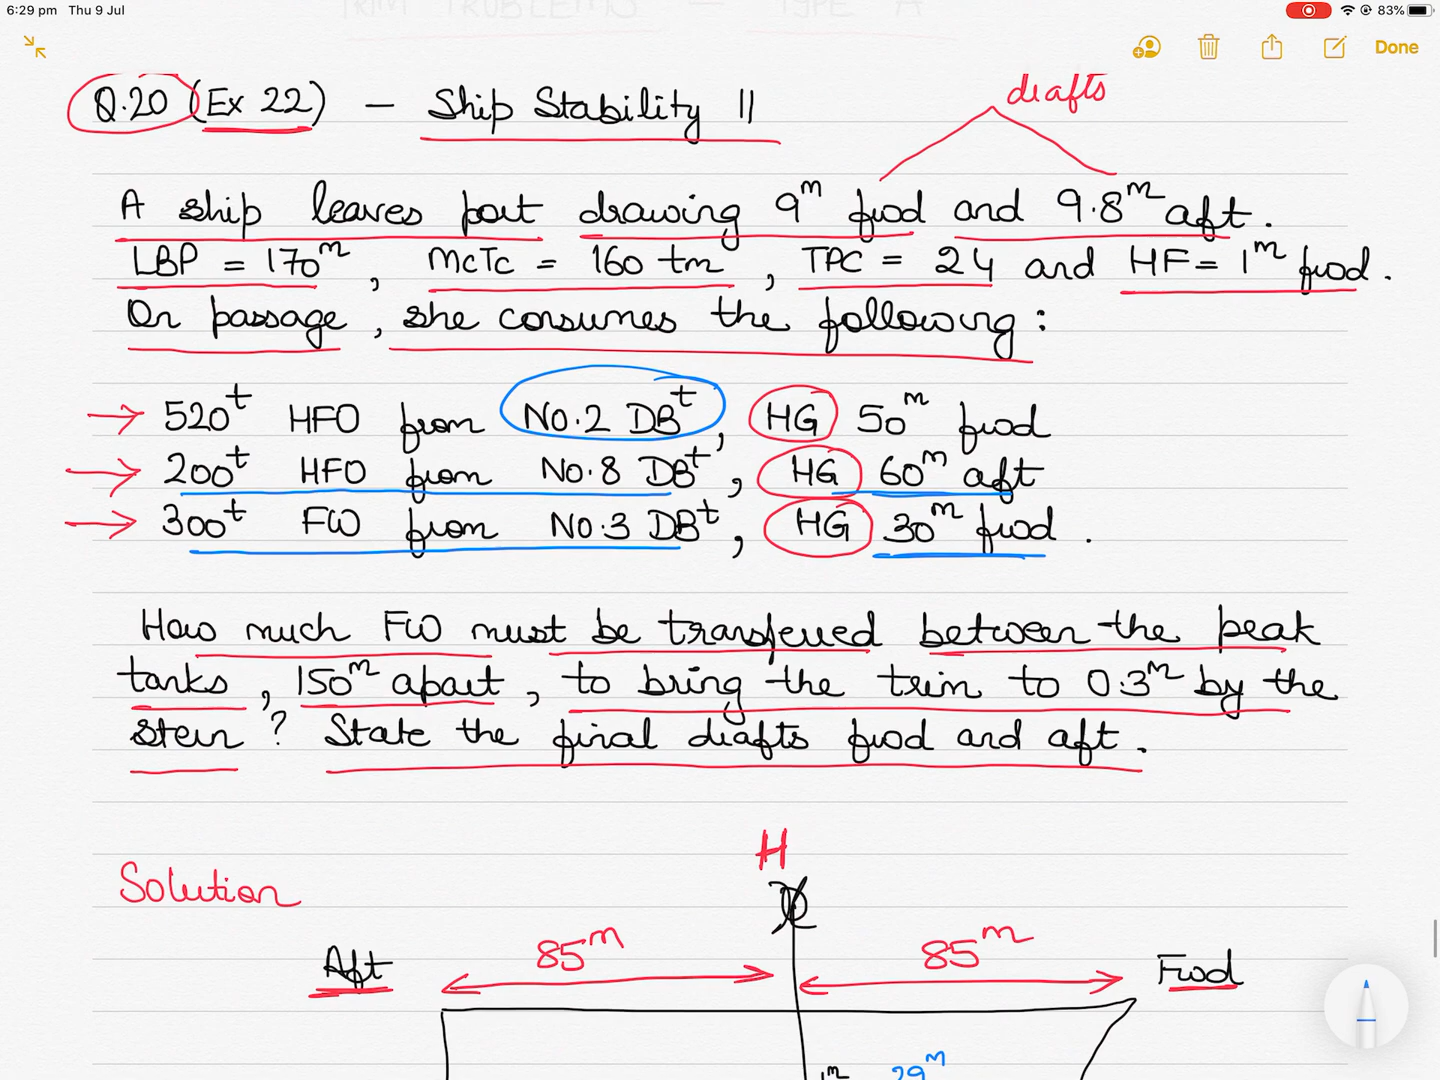 6:29 pm Thu 9 Jul
83%
TRIM PROBLEMS - TYPE A
Done
Q.20 (Ex 22) - Ship Stability II
drafts
A ship leaves port drawing 9m fwd and 9.8m aft.
LBP = 170m, MCTC = 160 tm, TPC = 24 and HF = 1m fwd.
On passage, she consumes the following:
→ 520t HFO from No.2 DBt, HG 50m fwd
→ 200t HFO from No.8 DBt, HG 60m aft
→ 300t FW from No.3 DBt, HG 30m fwd.
How much FW must be transferred between the peak
tanks, 150m apart, to bring the trim to 0.3m by the
stern? State the final drafts fwd and aft.
Solution
H
Aft
85m
85m
Fwd
1m
29m